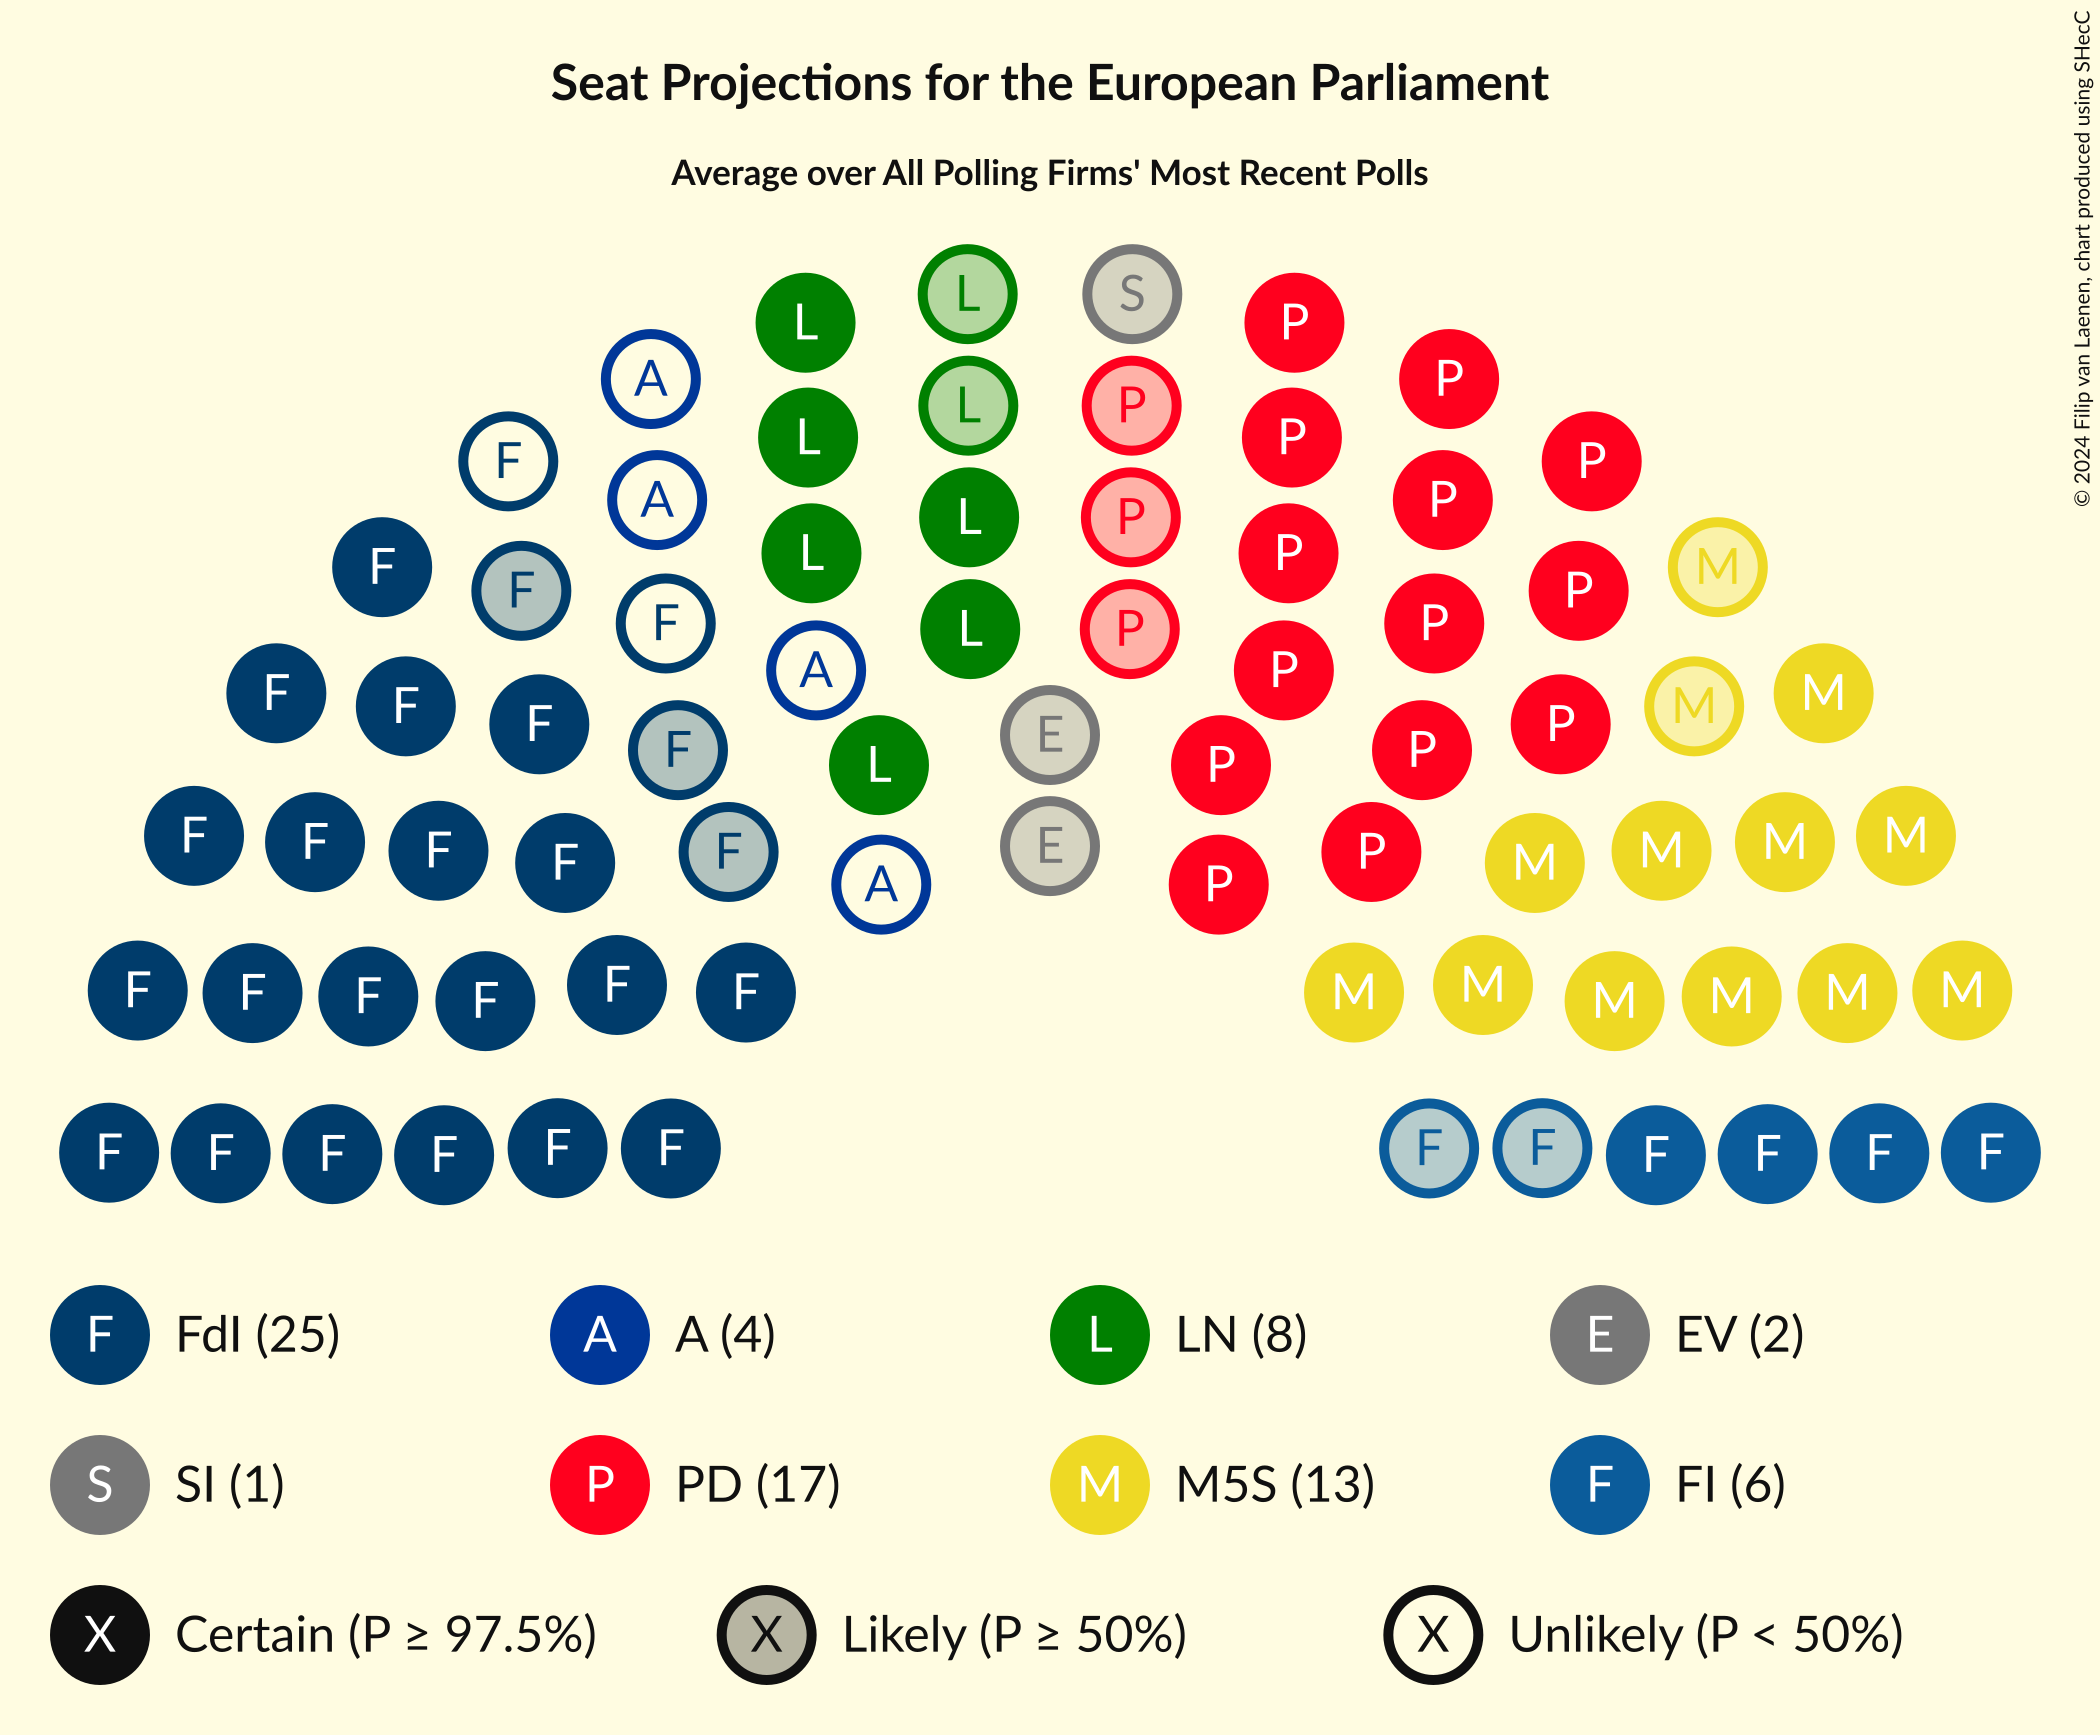 Seat Projections for the European Parliament
Average over All Polling Firms' Most Recent Polls
© 2024 Filip van Laenen, chart produced using SHecC
L S
L P P
A P
L P
L P P
F A P P
L P
L P P
F F M
F P P
L P
A P
F F F M M
F P P
E
L P
F F F F M M M M
F P
E
A P
F F F F F F M M M M M M
F F F F F F F F F F F F
F FdI (25) A A (4) L LN (8) E EV (2)
S SI (1) P PD (17) M M5S (13) F FI (6)
X Certain (P ≥ 97.5%) X Likely (P ≥ 50%) X Unlikely (P < 50%)